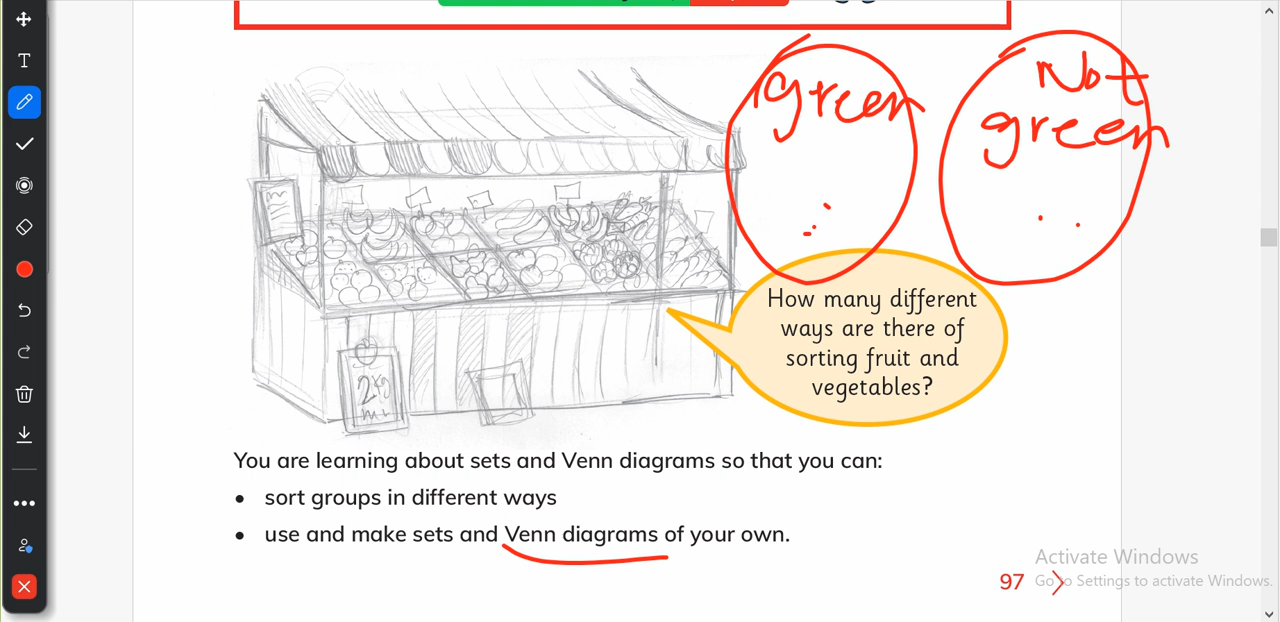 green
Not
green
How many different
ways are there of
sorting fruit and
vegetables?
You are learning about sets and Venn diagrams so that you can:
• sort groups in different ways
• use and make sets and Venn diagrams of your own.
97
Activate Windows
Go to Settings to activate Windows.